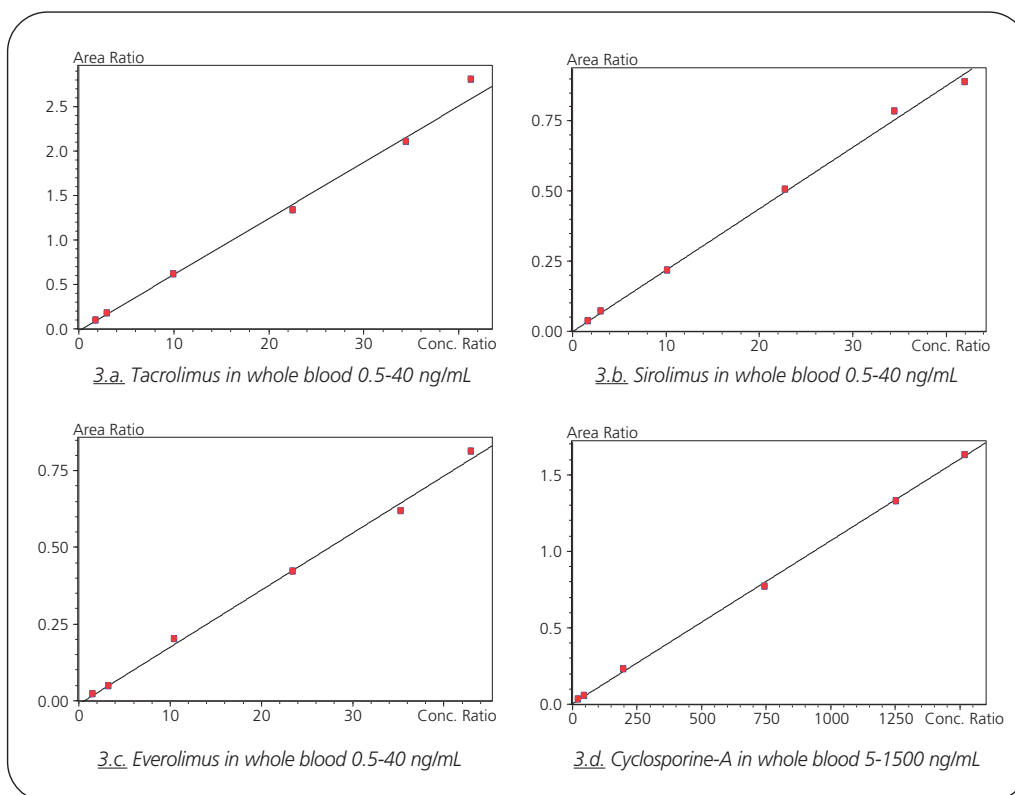 Area Ratio
2.5
2.0
1.5
1.0
0.5
0.0
0 10 20 30 Conc. Ratio
3.a. Tacrolimus in whole blood 0.5-40 ng/mL
Area Ratio
0.75
0.50
0.25
0.00
0 10 20 30 Conc. Ratio
3.b. Sirolimus in whole blood 0.5-40 ng/mL
Area Ratio
0.75
0.50
0.25
0.00
0 10 20 30 Conc. Ratio
3.c. Everolimus in whole blood 0.5-40 ng/mL
Area Ratio
1.5
1.0
0.5
0.0
0 250 500 750 1000 1250 Conc. Ratio
3.d. Cyclosporine-A in whole blood 5-1500 ng/mL